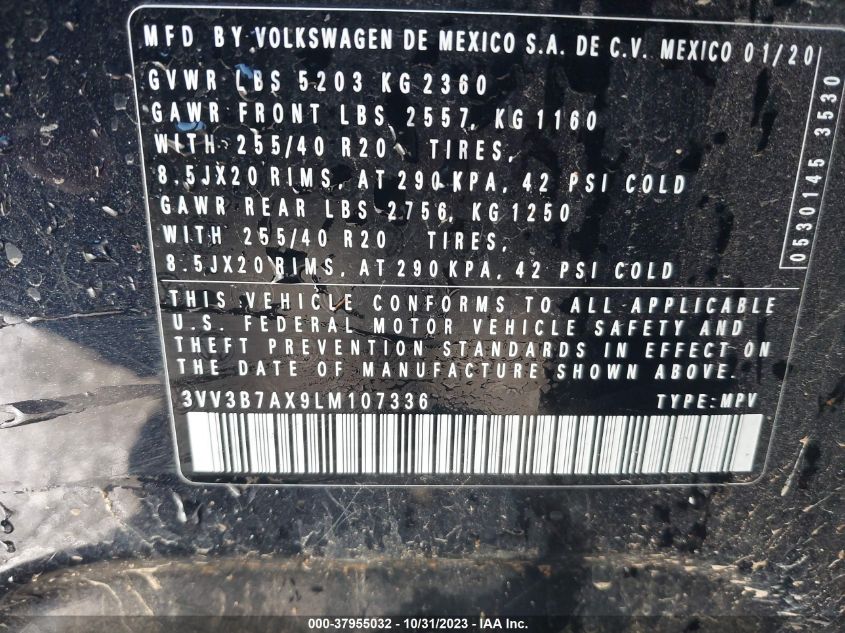 MFD. BY VOLKSWAGEN DE MEXICO S.A. DE C.V. MEXICO 01/20
GVWR LBS 5203 KG 2360
GAWR FRONT LBS 2557, KG 1160
WITH 255/40 R20 TIRES,
8.5JX20 RIMS, AT 290 KPA, 42 PSI COLD
GAWR REAR LBS 2756, KG 1250
WITH 255/40 R20 TIRES,
8.5JX20 RIMS, AT 290 KPA, 42 PSI COLD
0530145 3530
THIS VEHICLE CONFORMS TO ALL APPLICABLE
U.S. FEDERAL MOTOR VEHICLE SAFETY AND
THEFT PREVENTION STANDARDS IN EFFECT ON
THE DATE OF MANUFACTURE SHOWN ABOVE.
3VV3B7AX9LM107336 TYPE: MPV
000-37955032 - 10/31/2023 - IAA Inc.